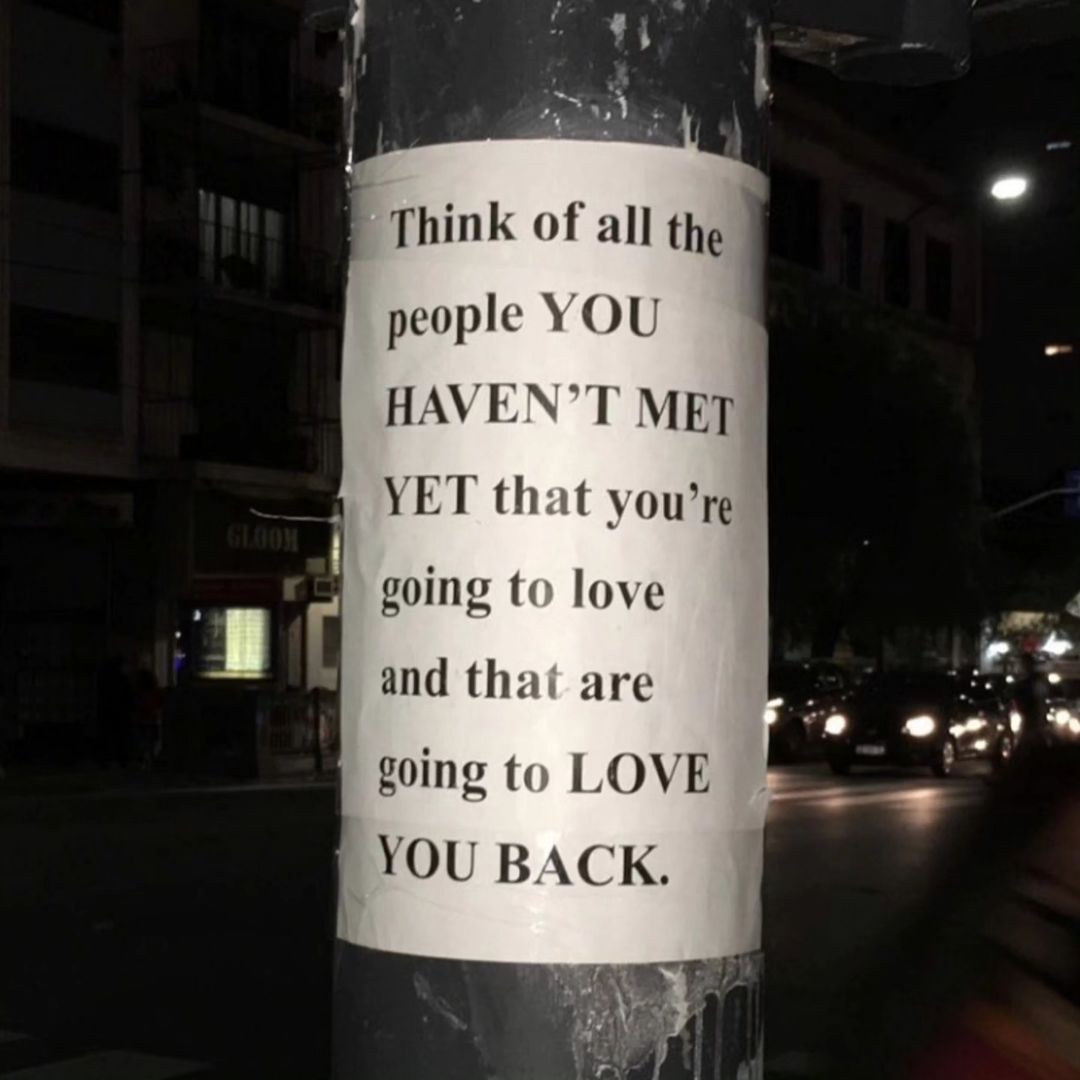 Think of all the
people YOU
HAVEN'T MET
YET that you're
going to love
and that are
going to LOVE
YOU BACK.
GLOOM